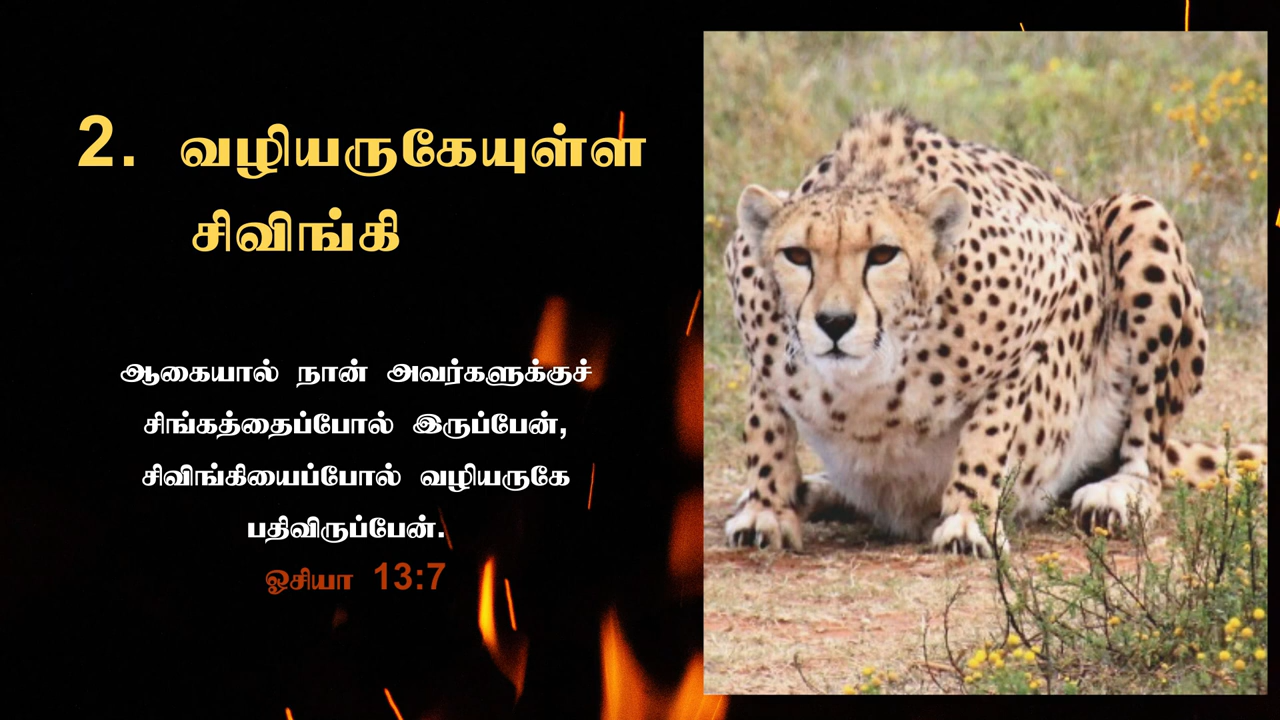 2. வழியருகேயுள்ள
சிவிங்கி
ஆகையால் நான் அவர்களுக்குச்
சிங்கத்தைப்போல் இருப்பேன்,
சிவிங்கியைப்போல் வழியருகே
பதிவிருப்பேன்.
ஓசியா 13:7